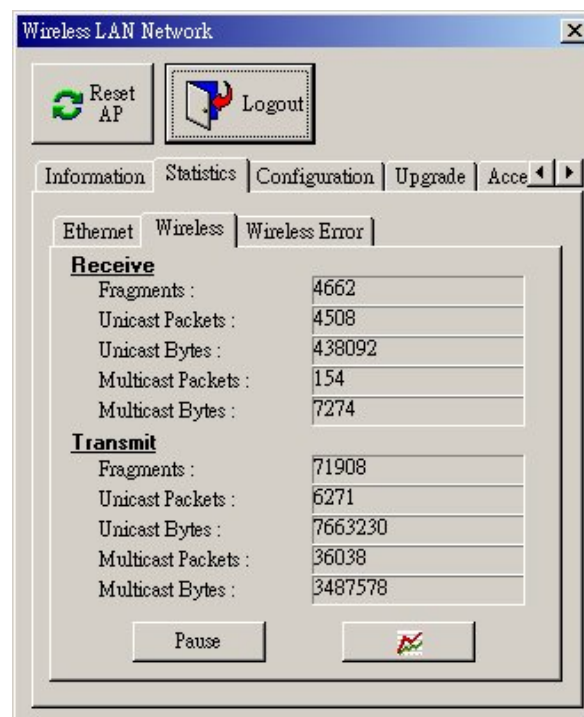 Wireless LAN Network
Reset
AP
Logout
Information Statistics Configuration Upgrade Acce
Ethernet Wireless Wireless Error
Receive
Fragments : 4662
Unicast Packets : 4508
Unicast Bytes : 438092
Multicast Packets : 154
Multicast Bytes : 7274
Transmit
Fragments : 71908
Unicast Packets : 6271
Unicast Bytes : 7663230
Multicast Packets : 36038
Multicast Bytes : 3487578
Pause